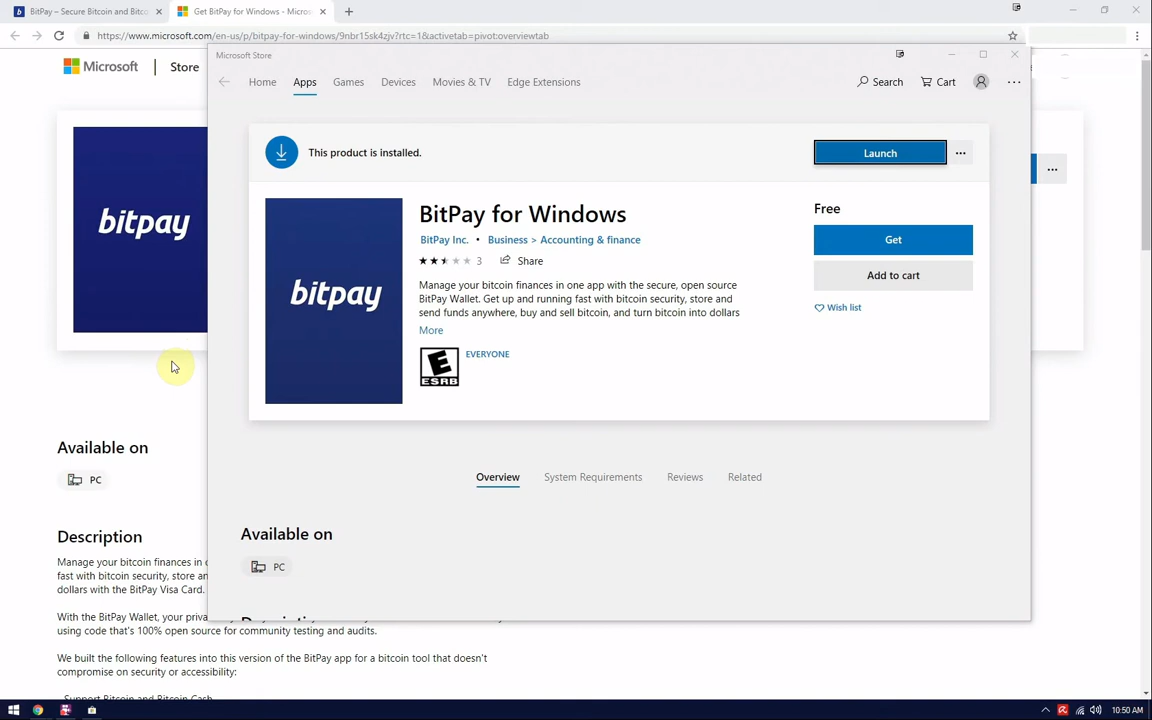 BitPay – Secure Bitcoin and Bitco
Get BitPay for Windows - Micros
https://www.microsoft.com/en-us/p/bitpay-for-windows/9nbr15sk4zjv?rtc=1&activetab=pivot:overviewtab
Microsoft
Store
Microsoft Store
Home
Apps
Games
Devices
Movies & TV
Edge Extensions
Search
Cart
This product is installed.
Launch
bitpay
bitpay
BitPay for Windows
BitPay Inc. • Business > Accounting & finance
3
Share
Manage your bitcoin finances in one app with the secure, open source
BitPay Wallet. Get up and running fast with bitcoin security, store and
send funds anywhere, buy and sell bitcoin, and turn bitcoin into dollars
More
E
ESRB
EVERYONE
Free
Get
Add to cart
Wish list
Overview
System Requirements
Reviews
Related
Available on
PC
Available on
PC
Description
Manage your bitcoin finances in
fast with bitcoin security, store an
dollars with the BitPay Visa Card.
With the BitPay Wallet, your priva
using code that's 100% open source for community testing and audits.
We built the following features into this version of the BitPay app for a bitcoin tool that doesn't
compromise on security or accessibility:
- Support Bitcoin and Bitcoin Cash
10:50 AM